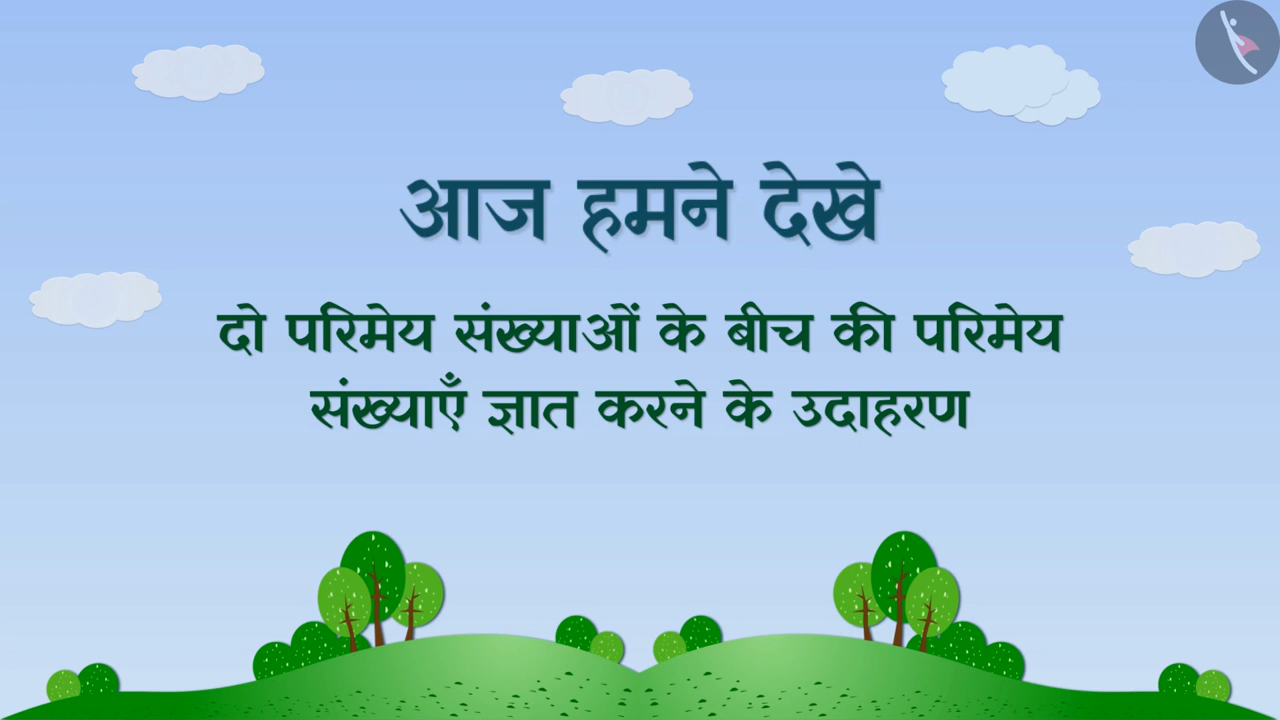 आज हमने देखे
दो परिमेय संख्याओं के बीच की परिमेय
संख्याएँ ज्ञात करने के उदाहरण